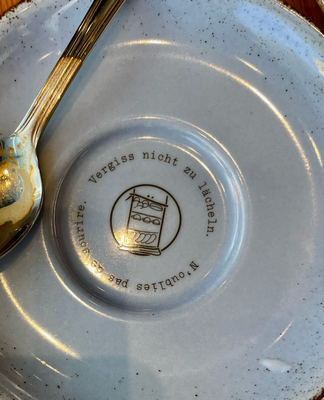 Vergiss nicht zu lächeln.
N'oublies pas de sourire.